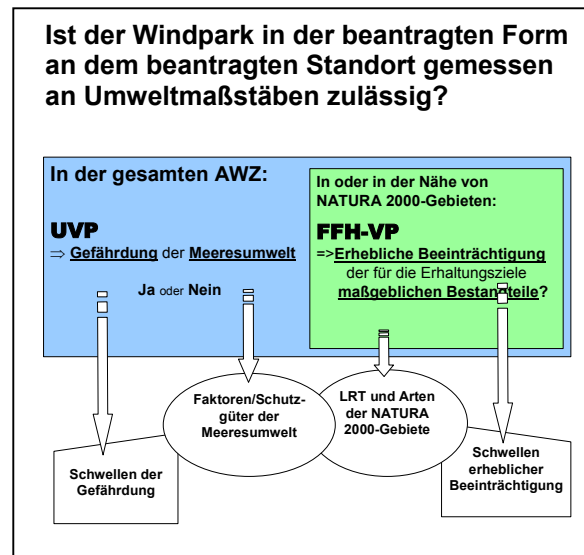 Ist der Windpark in der beantragten Form
an dem beantragten Standort gemessen
an Umweltmaßstäben zulässig?
In der gesamten AWZ:
UVP
⇒ Gefährdung der Meeresumwelt
Ja oder Nein
In oder in der Nähe von
NATURA 2000-Gebieten:
FFH-VP
=>Erhebliche Beeinträchtigung
der für die Erhaltungsziele
maßgeblichen Bestandteile?
Faktoren/Schutz-
güter der
Meeresumwelt
LRT und Arten
der NATURA
2000-Gebiete
Schwellen der
Gefährdung
Schwellen
erheblicher
Beeinträchtigung